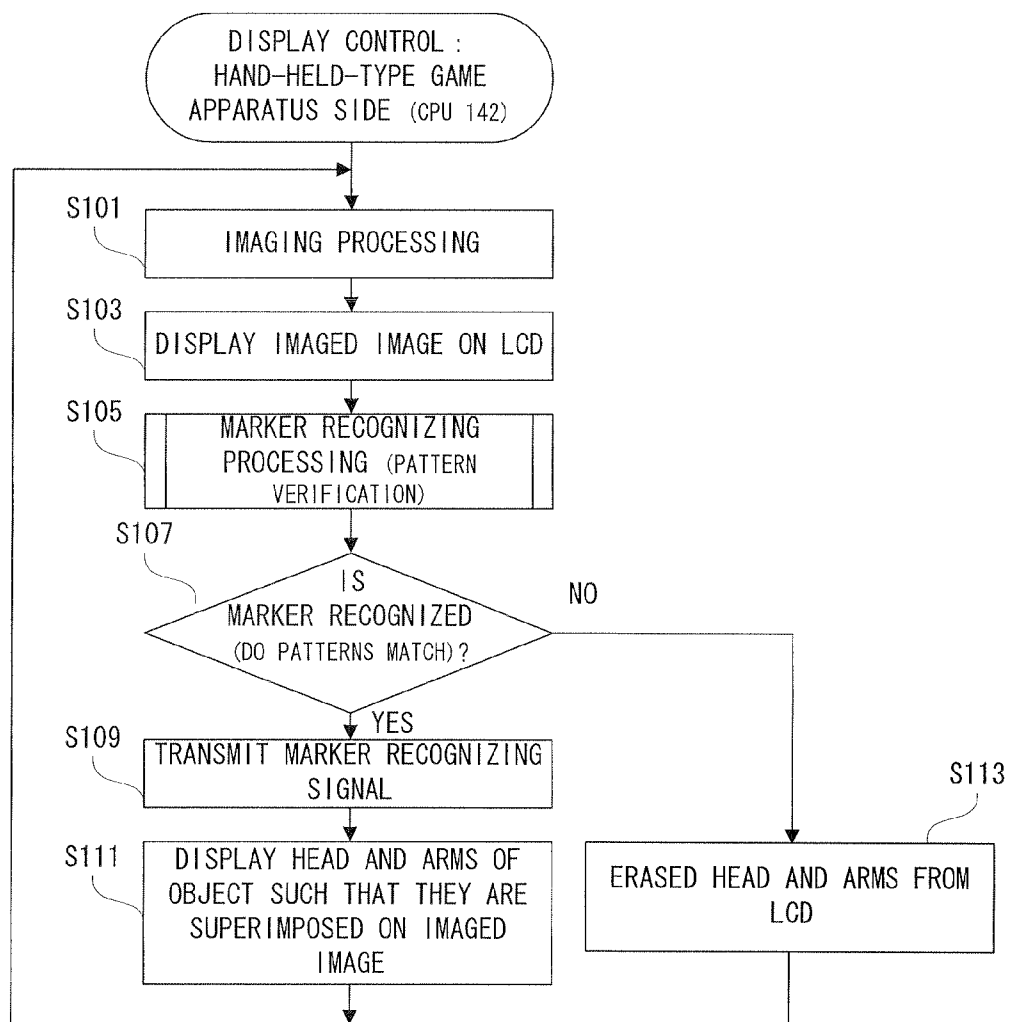 DISPLAY CONTROL :
HAND-HELD-TYPE GAME
APPARATUS SIDE (CPU 142)
S101
IMAGING PROCESSING
S103
DISPLAY IMAGED IMAGE ON LCD
S105
MARKER RECOGNIZING
PROCESSING (PATTERN
VERIFICATION)
S107
IS
MARKER RECOGNIZED
(DO PATTERNS MATCH)?
NO
YES
S109
TRANSMIT MARKER RECOGNIZING
SIGNAL
S111
DISPLAY HEAD AND ARMS OF
OBJECT SUCH THAT THEY ARE
SUPERIMPOSED ON IMAGED
IMAGE
S113
ERASED HEAD AND ARMS FROM
LCD